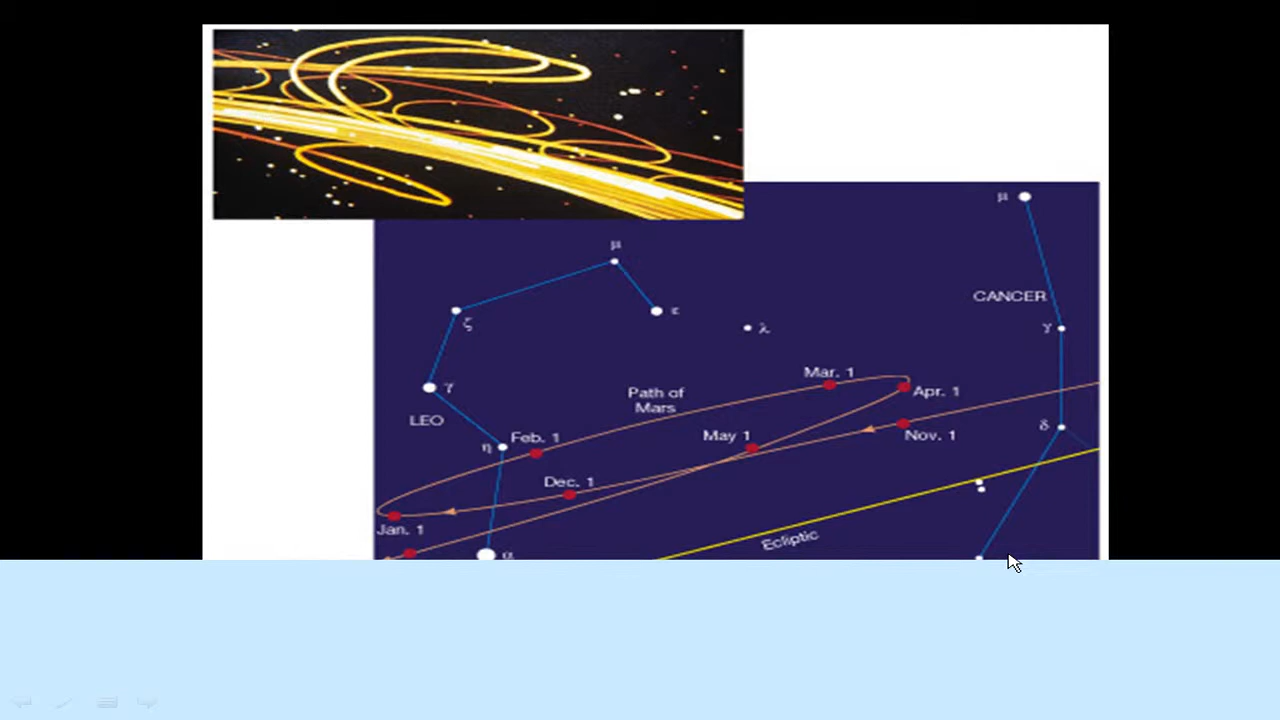 μ
μ
CANCER
ε
ζ
λ
γ
Mar. 1
γ
Path of
Mars
Apr. 1
LEO
δ
η
Feb. 1
May 1
Nov. 1
Dec. 1
Jan. 1
Ecliptic
α